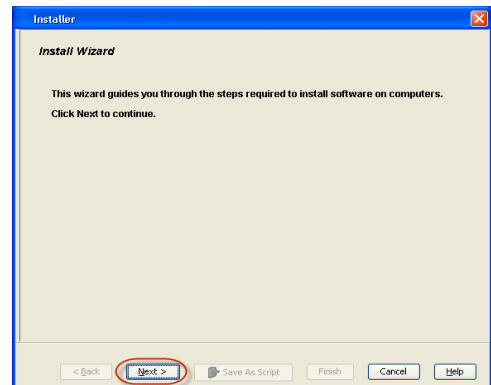 Installer
Install Wizard
This wizard guides you through the steps required to install software on computers.
Click Next to continue.
< Back Next > Save As Script Finish Cancel Help